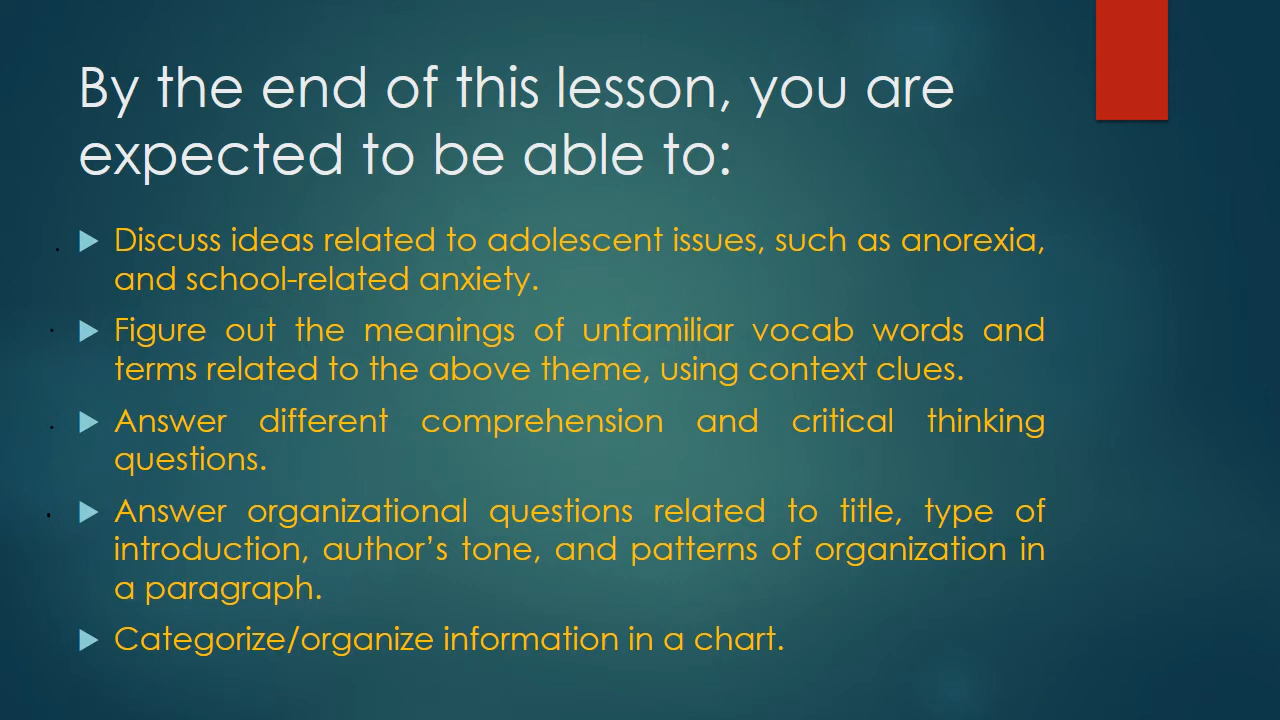 By the end of this lesson, you are
expected to be able to:
Discuss ideas related to adolescent issues, such as anorexia,
and school-related anxiety.
Figure out the meanings of unfamiliar vocab words and
terms related to the above theme, using context clues.
Answer different comprehension and critical thinking
questions.
Answer organizational questions related to title, type of
introduction, author’s tone, and patterns of organization in
a paragraph.
Categorize/organize information in a chart.